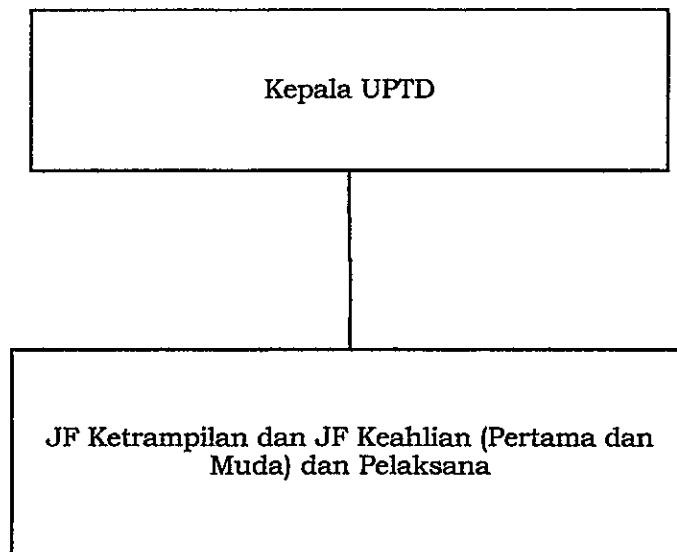 Kepala UPTD
JF Ketrampilan dan JF Keahlian (Pertama dan
Muda) dan Pelaksana